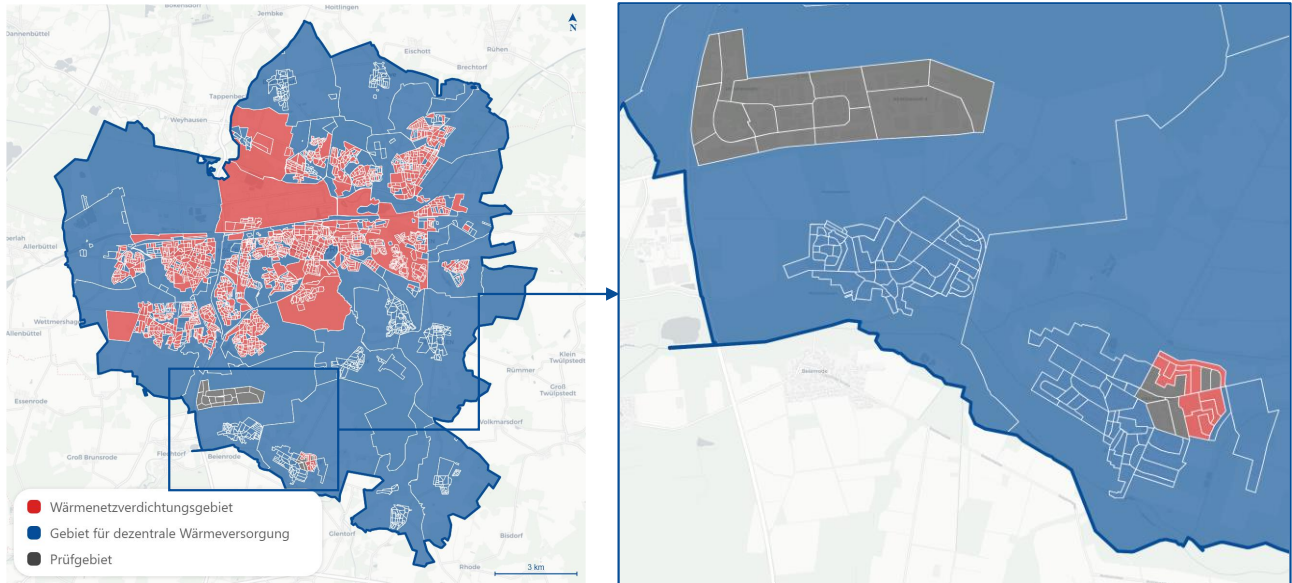 Bokensdorf
Jembke
Hoitlingen
Dannenbüttel
Eischott
Rühen
N
Brechtorf
Tappenbeck
Weyhausen
Allerbüttel
Wettmershagen
Allenbüttel
Klein
Twülpstedt
Rümmer
Groß
Twülpstedt
Essenrode
Volkmarsdorf
Groß Brunsrode
Flechtorf
Beienrode
Glentorf
Bisdorf
Rhode
3 km
Wärmenetzverdichtungsgebiet
Gebiet für dezentrale Wärmeversorgung
Prüfgebiet
Beienrode